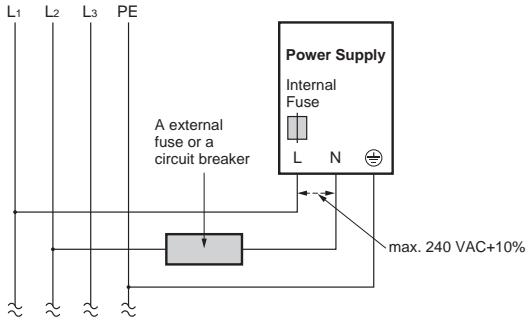 L1 L2 L3 PE
Power Supply
Internal
Fuse
A external
fuse or a
circuit breaker
L N
max. 240 VAC+10%